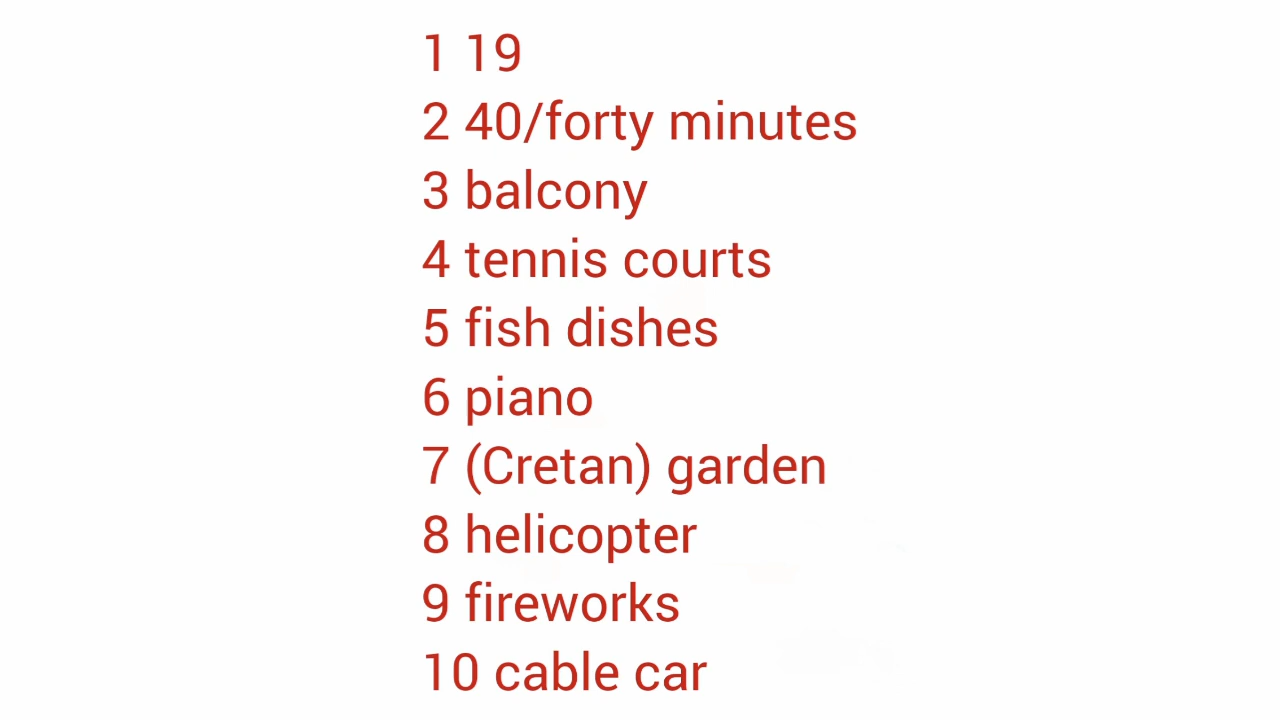 1 19
2 40/forty minutes
3 balcony
4 tennis courts
5 fish dishes
6 piano
7 (Cretan) garden
8 helicopter
9 fireworks
10 cable car